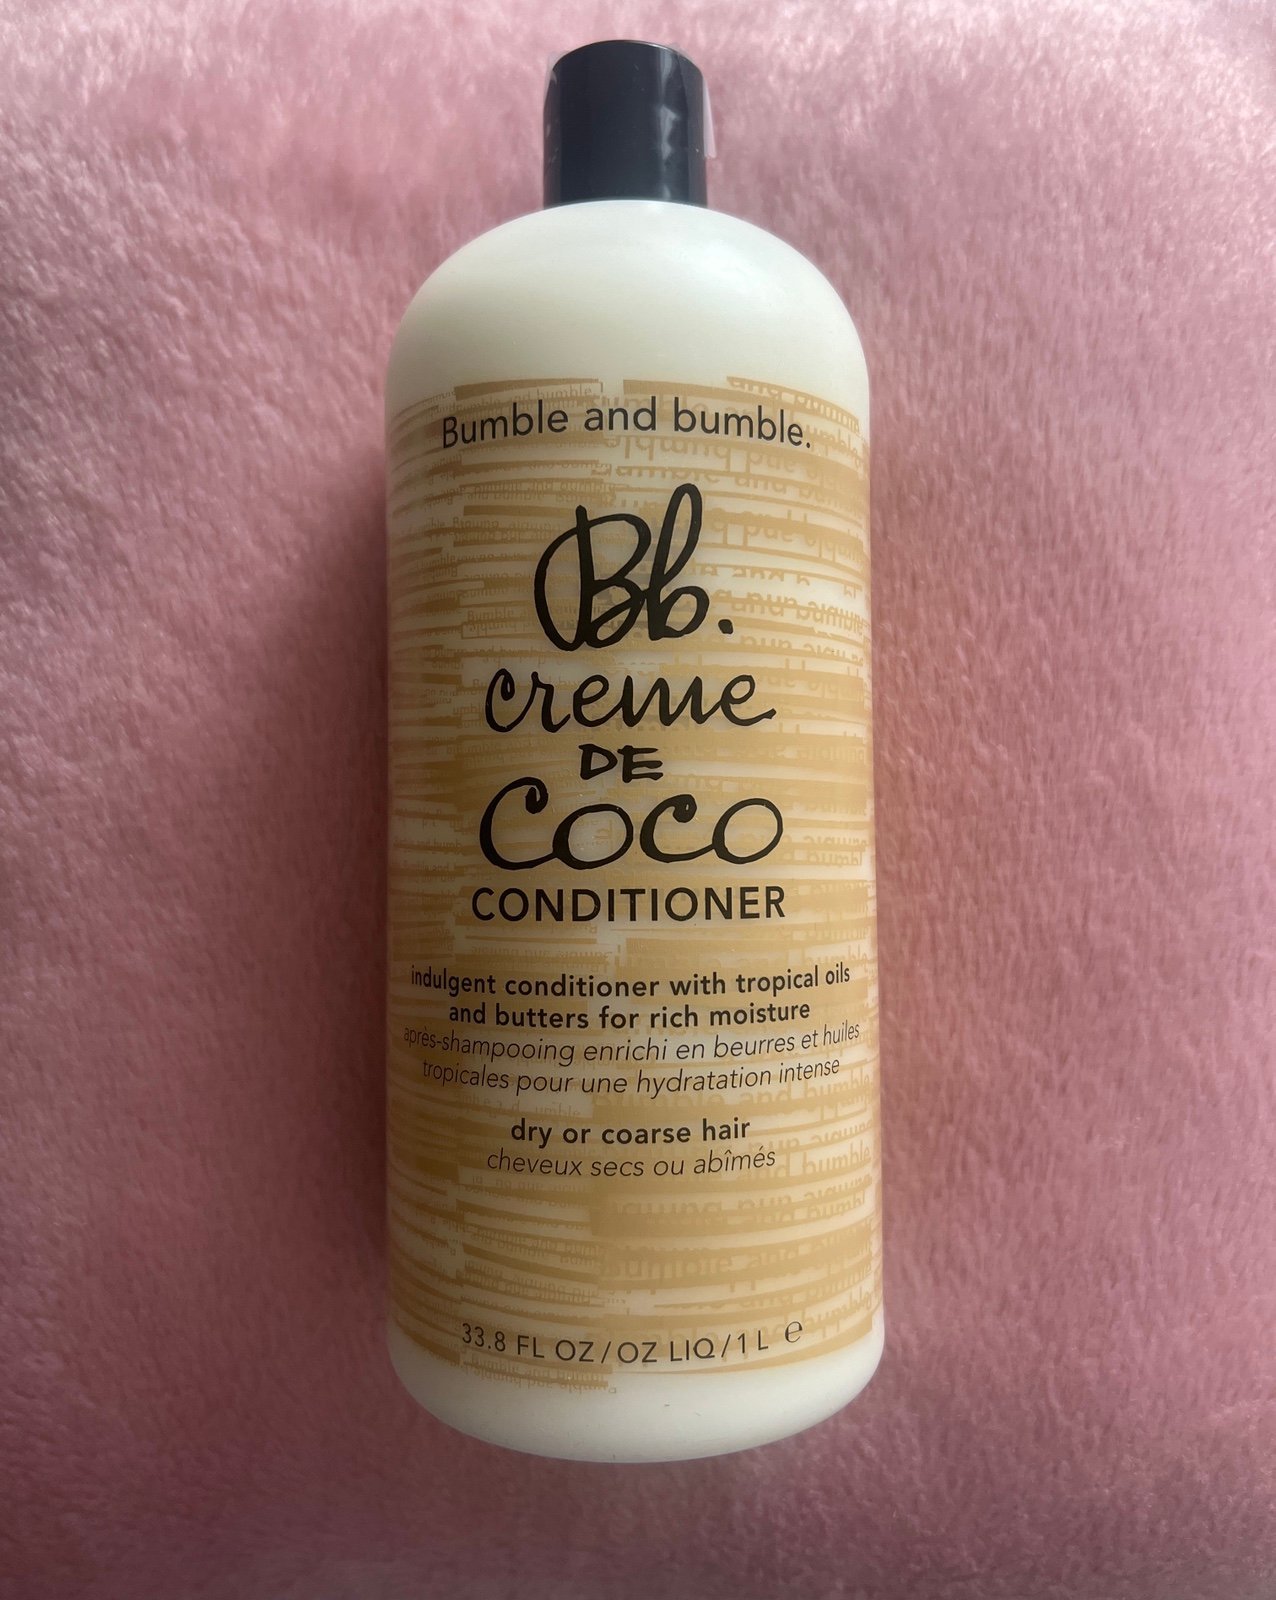 Bumble and bumble.
Bb.
creme
DE
Coco
CONDITIONER
indulgent conditioner with tropical oils
and butters for rich moisture
après-shampooing enrichi en beurres et huiles
tropicales pour une hydratation intense
dry or coarse hair
cheveux secs ou abîmés
33.8 FL OZ/OZ LIQ/1 L e